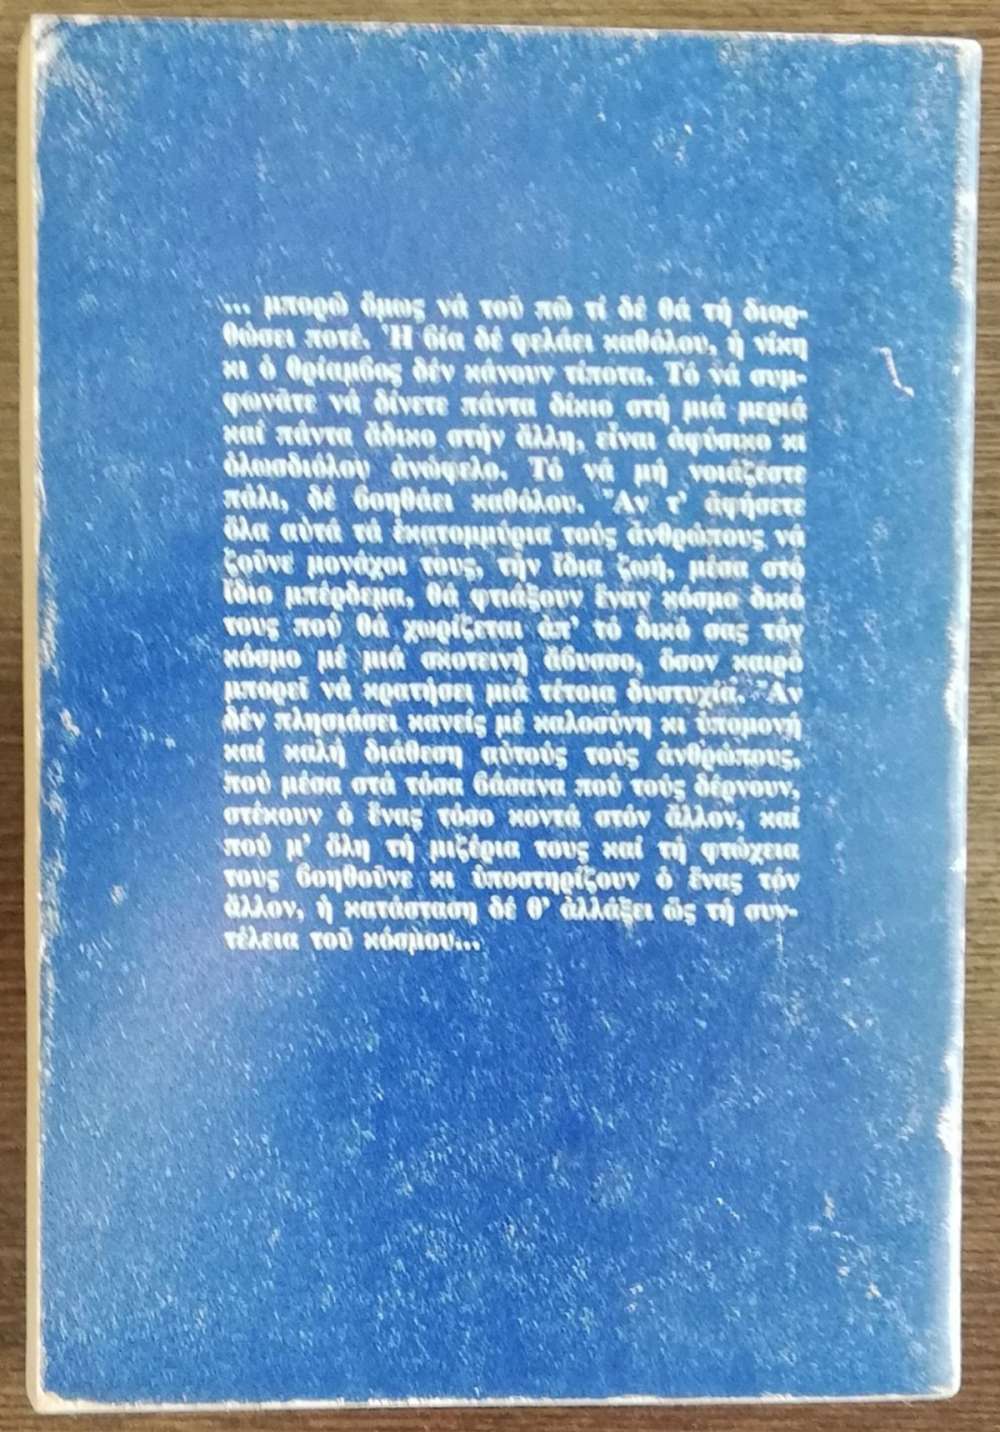 ... μπορῶ ὅμως νά τοῦ πῶ τί δέ θά τή διορ-
θώσει ποτέ. Ἡ βία δέ φελάει καθόλου, ἡ νίκη
κι ὁ θρίαμβος δέν κάνουν τίποτα. Τό νά συμ-
φωνᾶτε νά δίνετε πάντα δίκιο στή μιά μεριά
καί πάντα ἄδικο στήν ἄλλη, εἶναι ἀφύσικο κι
ὁλωσδιόλου ἀνώφελο. Τό νά μή νοιάζεστε
πάλι, δέ βοηθάει καθόλου. Ἄν τ' ἀφήσετε
ὅλα αὐτά τά ἑκατομμύρια τούς ἀνθρώπους νά
ζοῦνε μονάχοι τους, τήν ἴδια ζωή, μέσα στό
ἴδιο μπέρδεμα, θά φτιάξουν ἕναν κόσμο δικό
τους πού θά χωρίζεται ἀπ' τό δικό σας τόν
κόσμο μέ μιά σκοτεινή ἄβυσσο, ὅσον καιρό
μπορεῖ νά κρατήσει μιά τέτοια δυστυχία. Ἄν
δέν πλησιάσει κανείς μέ καλοσύνη κι ὑπομονή
καί καλή διάθεση αὐτούς τούς ἀνθρώπους,
πού μέσα στά τόσα βάσανα πού τούς δέρνουν,
στέκουν ὁ ἕνας τόσο κοντά στόν ἄλλον, καί
πού μ' ὅλη τή μιζέρια τους καί τή φτώχεια
τους βοηθοῦνε κι ὑποστηρίζουν ὁ ἕνας τόν
ἄλλον, ἡ κατάσταση δέ θ' ἀλλάξει ὥς τή συν-
τέλεια τοῦ κόσμου...